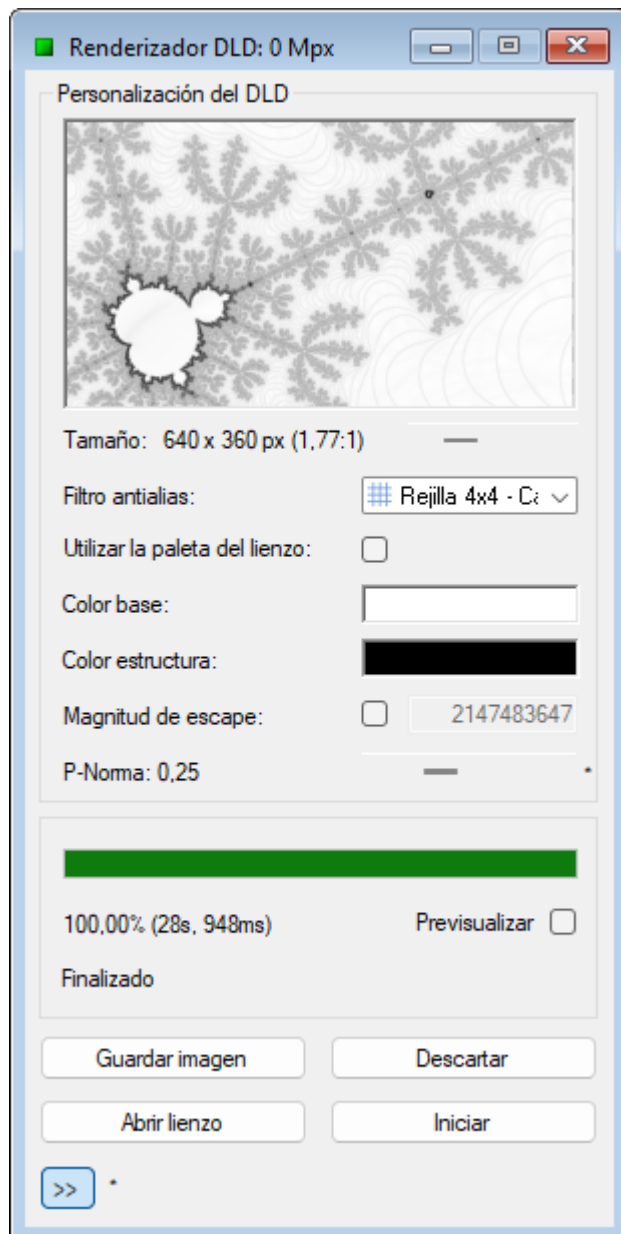 Renderizador DLD: 0 Mpx
Personalización del DLD
Tamaño: 640 x 360 px (1,77:1)
Filtro antialias: Rejilla 4x4 - Ca
Utilizar la paleta del lienzo:
Color base:
Color estructura:
Magnitud de escape: 2147483647
P-Norma: 0,25 *
100,00% (28s, 948ms) Previsualizar
Finalizado
Guardar imagen Descartar
Abrir lienzo Iniciar
>> *